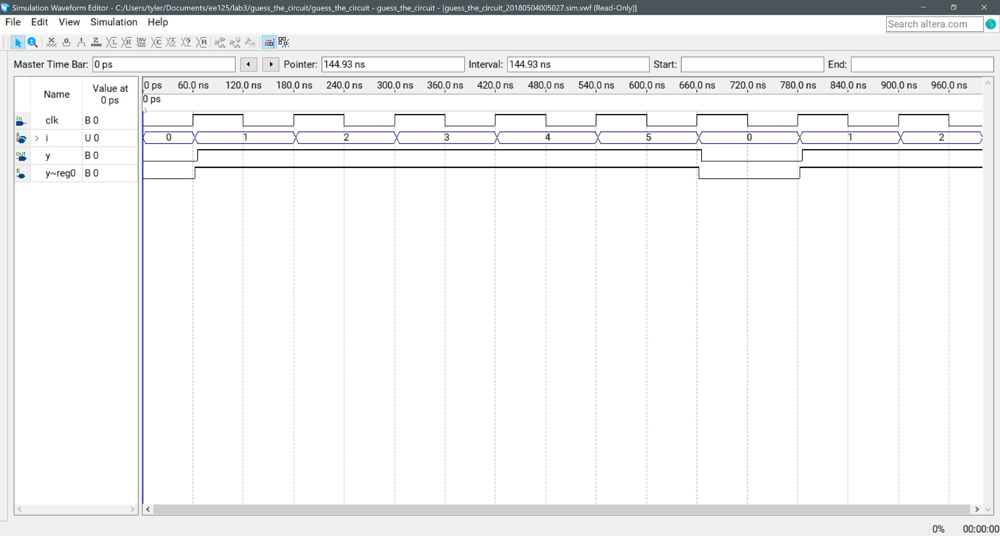 Simulation Waveform Editor - C:/Users/tyler/Documents/ee125/lab3/guess_the_circuit/guess_the_circuit - guess_the_circuit - [guess_the_circuit_20180504005027.sim.vwf (Read-Only)]
File Edit View Simulation Help
Search altera.com
Master Time Bar: 0 ps Pointer: 144.93 ns Interval: 144.93 ns Start: End:
Name Value at 0 ps
0 ps 60.0 ns 120.0 ns 180.0 ns 240.0 ns 300.0 ns 360.0 ns 420.0 ns 480.0 ns 540.0 ns 600.0 ns 660.0 ns 720.0 ns 780.0 ns 840.0 ns 900.0 ns 960.0 ns
0 ps
in clk B 0
R i U 0 0 1 2 3 4 5 0 1 2
out y B 0
R y~reg0 B 0
0% 00:00:00